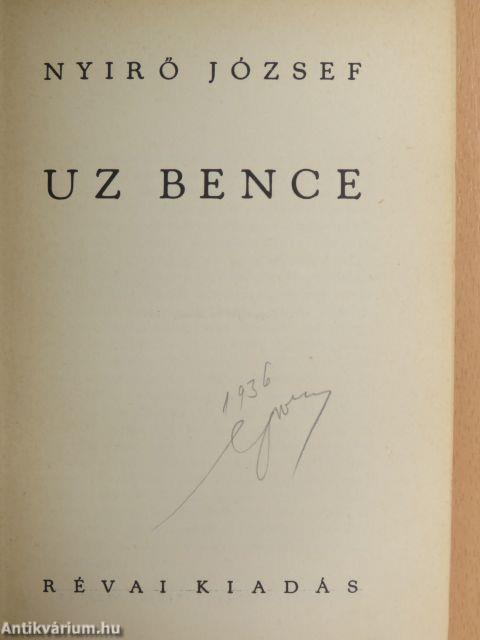 NYIRŐ JÓZSEF
UZ BENCE
1936
RÉVAI KIADÁS
Antikvárium.hu